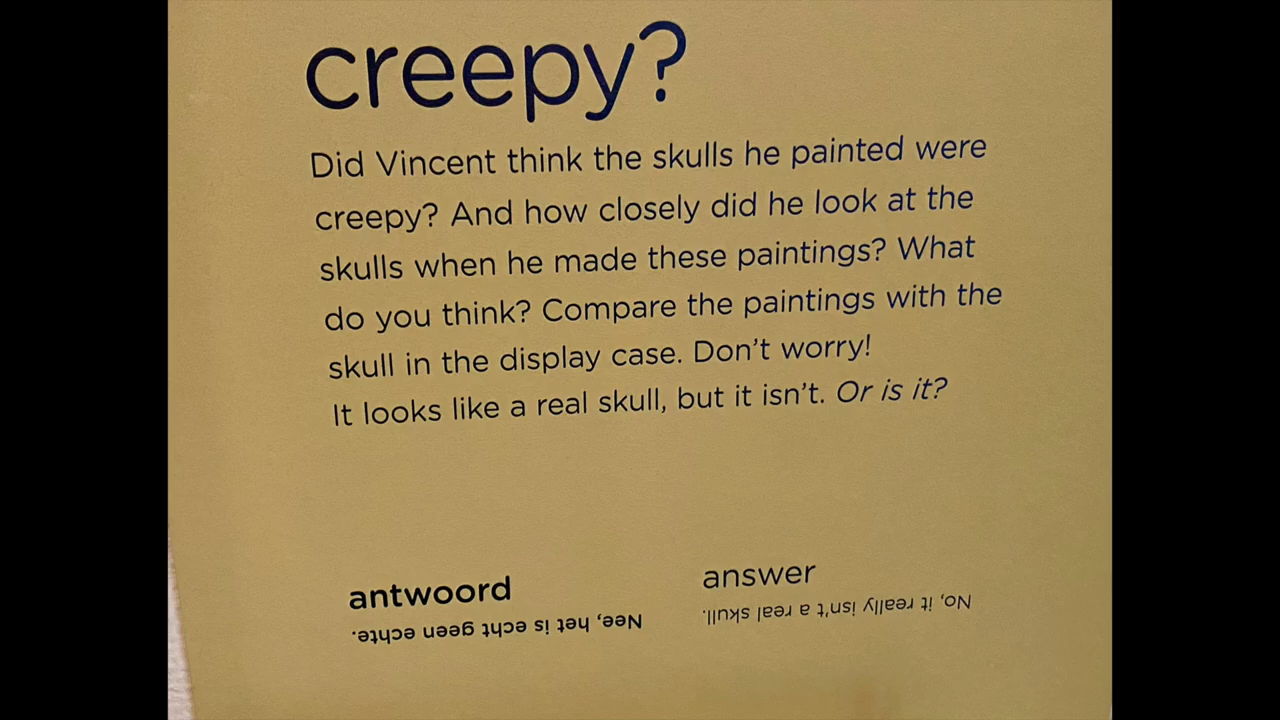 creepy?
Did Vincent think the skulls he painted were
creepy? And how closely did he look at the
skulls when he made these paintings? What
do you think? Compare the paintings with the
skull in the display case. Don’t worry!
It looks like a real skull, but it isn’t. Or is it?
antwoord
Nee, het is echt geen echte.
answer
No, it really isn't a real skull.